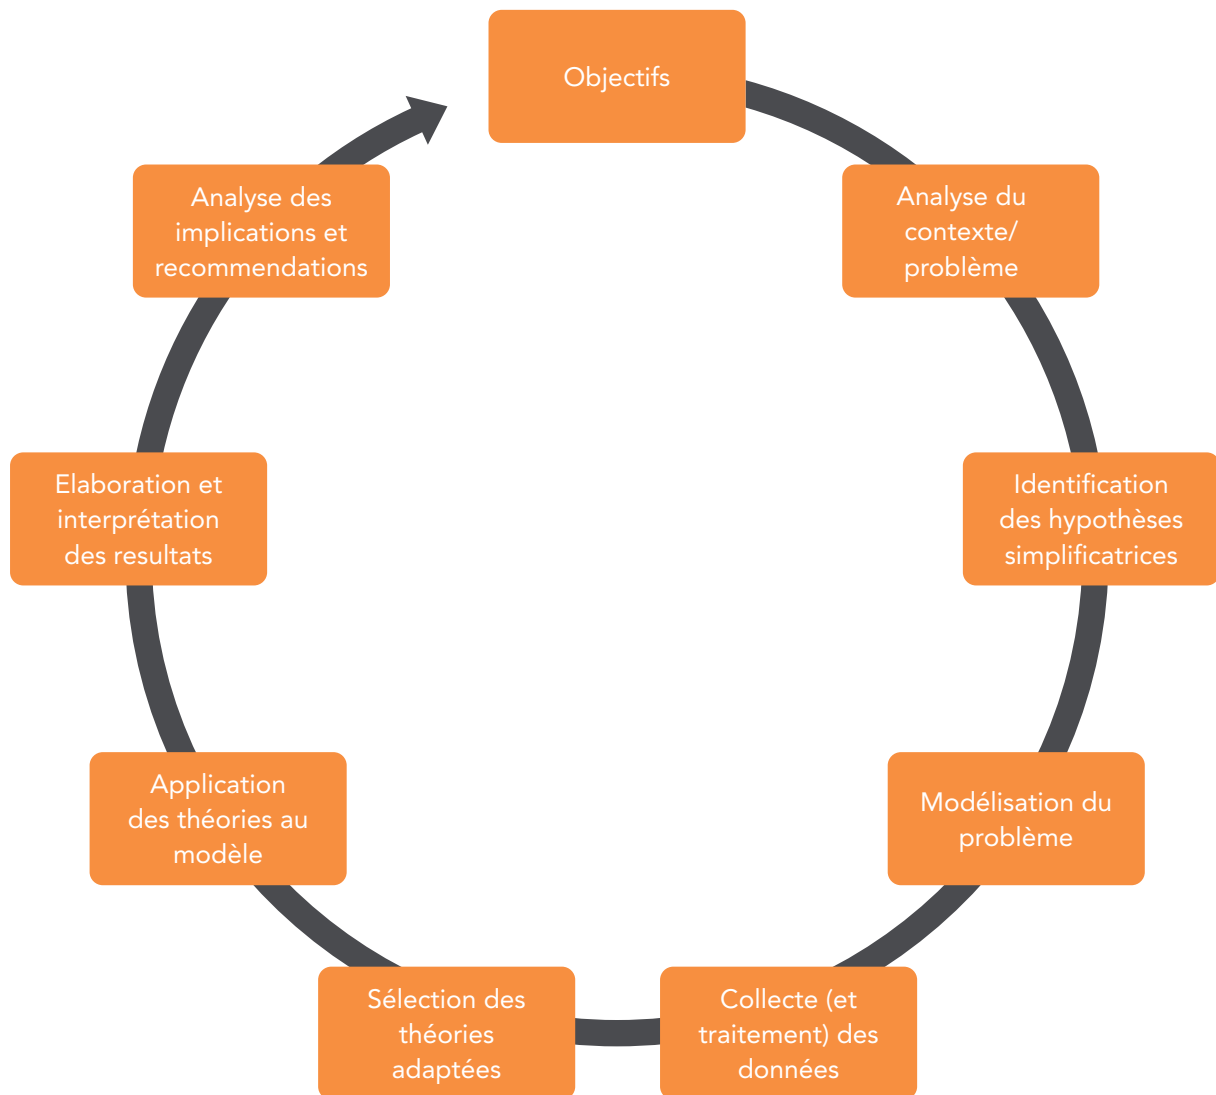 Objectifs
Analyse du
contexte/
problème
Identification
des hypothèses
simplificatrices
Modélisation du
problème
Collecte (et
traitement) des
données
Sélection des
théories
adaptées
Application
des théories au
modèle
Elaboration et
interprétation
des resultats
Analyse des
implications et
recommendations